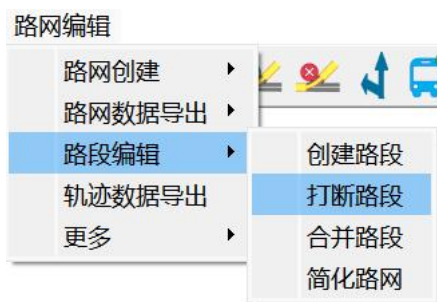 路网编辑
路网创建
路网数据导出
路段编辑
轨迹数据导出
更多
创建路段
打断路段
合并路段
简化路网